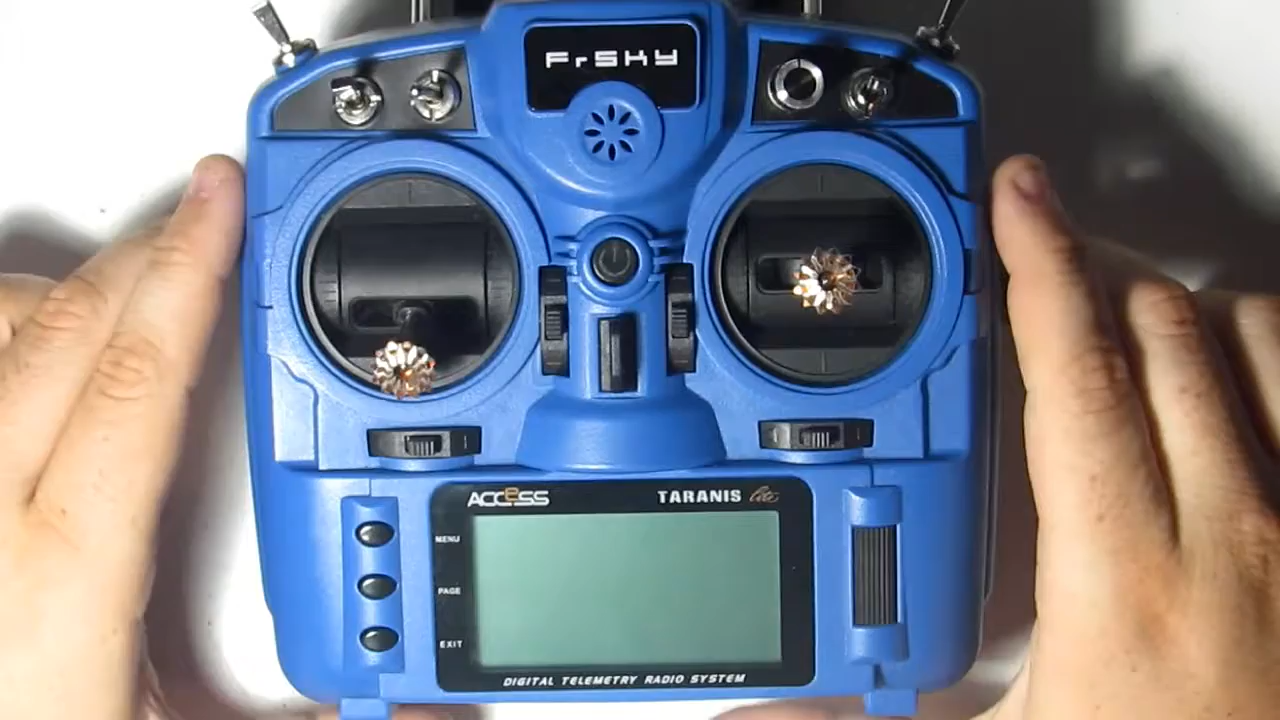 FrSKY
ACCeSS TARANIS lite
MENU
PAGE
EXIT
DIGITAL TELEMETRY RADIO SYSTEM